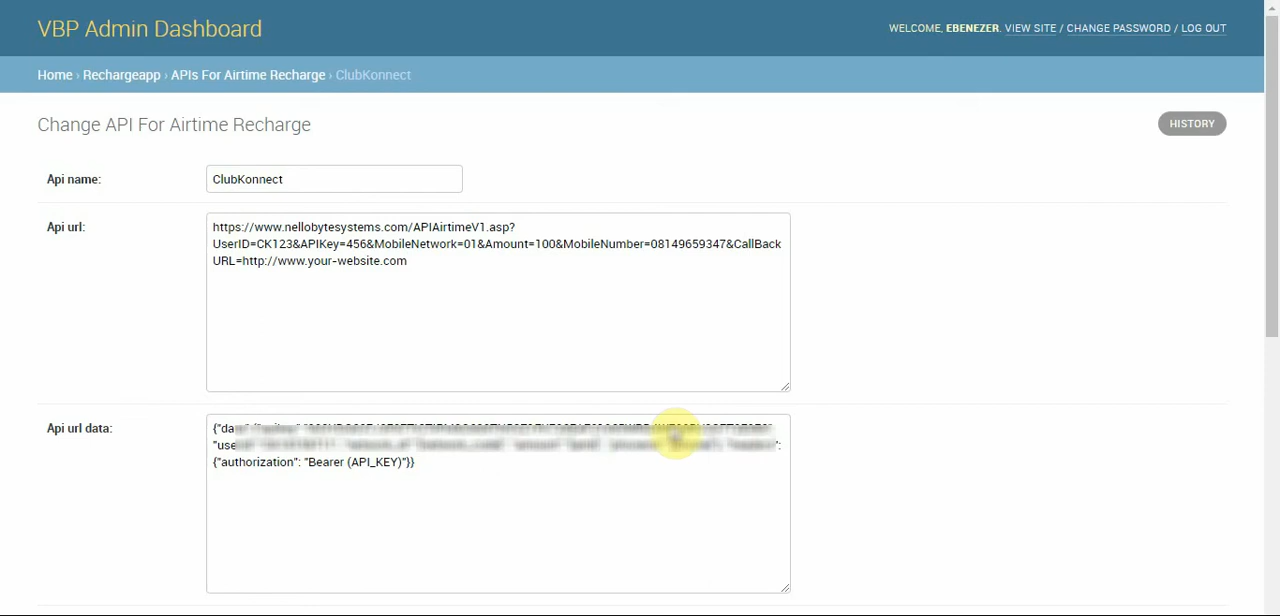 VBP Admin Dashboard
WELCOME, EBENEZER. VIEW SITE / CHANGE PASSWORD / LOG OUT
Home › Rechargeapp › APIs For Airtime Recharge › ClubKonnect
Change API For Airtime Recharge
HISTORY
Api name:
ClubKonnect
Api url:
https://www.nellobytesystems.com/APIAirtimeV1.asp?
UserID=CK123&APIKey=456&MobileNetwork=01&Amount=100&MobileNumber=08149659347&CallBack
URL=http://www.your-website.com
Api url data:
{"authorization": "Bearer (API_KEY)"}}